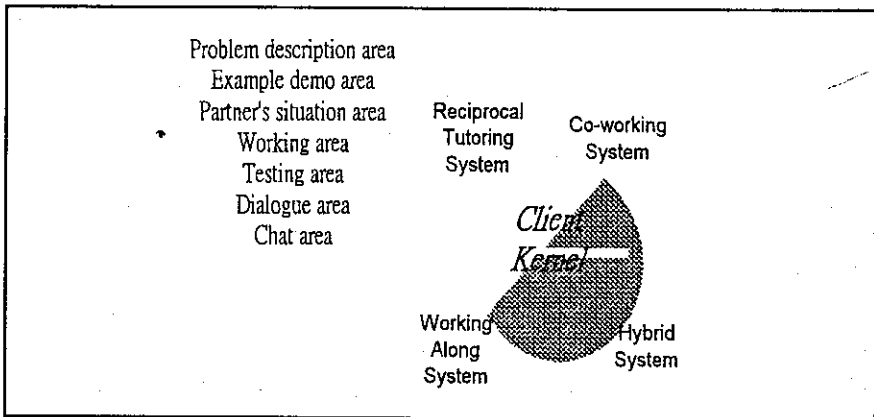 Problem description area
Example demo area
Partner's situation area
Working area
Testing area
Dialogue area
Chat area
Reciprocal
Tutoring
System
Co-working
System
Client
Kernel
Working
Along
System
Hybrid
System